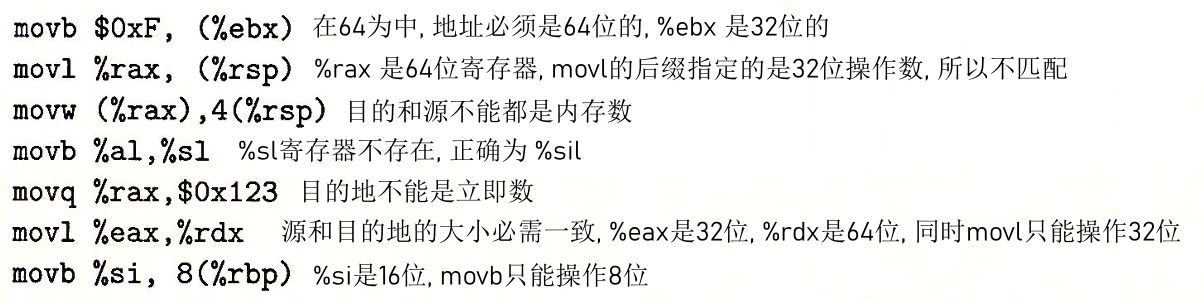 movb $0xF, (%ebx) 在64为中, 地址必须是64位的, %ebx 是32位的
movl %rax, (%rsp) %rax 是64位寄存器, movl的后缀指定的是32位操作数, 所以不匹配
movw (%rax),4(%rsp) 目的和源不能都是内存数
movb %al,%sl %sl寄存器不存在, 正确为 %sil
movq %rax,$0x123 目的地不能是立即数
movl %eax,%rdx 源和目的地的大小必需一致, %eax是32位, %rdx是64位, 同时movl只能操作32位
movb %si, 8(%rbp) %si是16位, movb只能操作8位